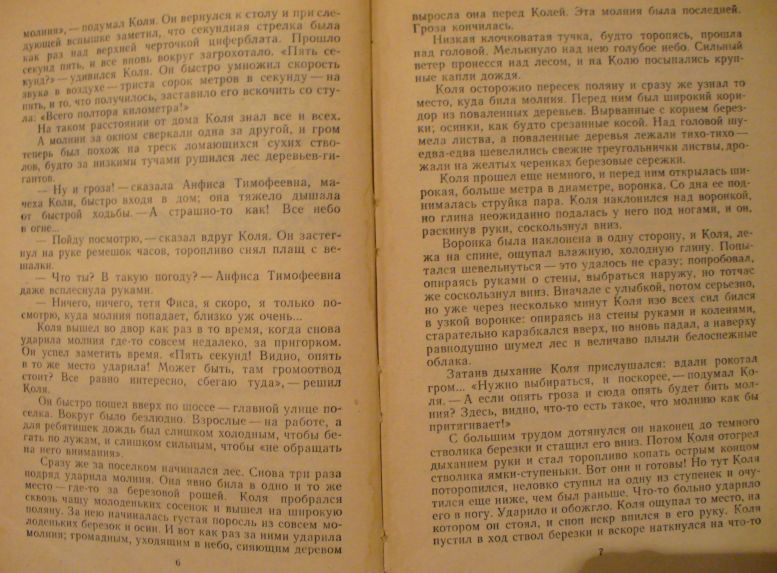 молния», — подумал Коля. Он вернулся к столу и при сле-
дующей вспышке заметил, что секундная стрелка была
как раз над верхней черточкой циферблата. Прошло
секунд пять, и все вновь вокруг загрохотало. «Пять се-
кунд?» — удивился Коля. Он быстро умножил скорость
звука в воздухе — триста сорок метров в секунду — на
пять, и то, что получилось, заставило его вскочить со сту-
ла: «Всего полтора километра!»
На таком расстоянии от дома Коля знал все и всех.
А молнии за окном сверкали одна за другой, и гром
теперь был похож на треск ломающихся сухих ство-
лов, будто за низкими тучами рушился лес деревьев-ги-
гантов.
— Ну и гроза! — сказала Анфиса Тимофеевна, ма-
чеха Коли, быстро входя в дом; она тяжело дышала
от быстрой ходьбы. — А страшно-то как! Все небо
в огне...
— Пойду посмотрю, — сказал вдруг Коля. Он застег-
нул на руке ремешок часов, торопливо снял плащ с ве-
шалки.
— Что ты? В такую погоду? — Анфиса Тимофеевна
даже всплеснула руками.
— Ничего, ничего, тетя Фиса, я скоро, я только по-
смотрю, куда молния попадает, близко уж очень...
Коля вышел во двор как раз в то время, когда снова
ударила молния где-то совсем недалеко, за пригорком.
Он успел заметить время. «Пять секунд! Видно, опять
в то же место ударила! Может быть, там громоотвод
стоит? Все равно интересно, сбегаю туда», — решил
Коля.
Он быстро пошел вверх по шоссе — главной улице по-
селка. Вокруг было безлюдно. Взрослые — на работе, а
для ребятишек дождь был слишком холодным, чтобы бе-
гать по лужам, и слишком сильным, чтобы «не обращать
на него внимания».
Сразу же за поселком начинался лес. Снова три раза
подряд ударила молния. Она явно била в одно и то же
место — где-то за березовой рощей. Коля пробрался
сквозь чащу молоденьких сосенок и вышел на широкую
поляну. За нею начиналась густая поросль из совсем мо-
лоденьких березок и осин. И вот как раз за ними ударила
молния; громадным, уходящим в небо, сияющим деревом
6
выросла она перед Колей. Эта молния была последней.
Гроза кончилась.
Низкая клочковатая тучка, будто торопясь, прошла
над головой. Мелькнуло над нею голубое небо. Сильный
ветер пронесся над лесом, и на Колю посыпались круп-
ные капли дождя.
Коля осторожно пересек поляну и сразу же узнал то
место, куда била молния. Перед ним был широкий кори-
дор из поваленных деревьев. Вырванные с корнем берез-
ки; осинки, как будто срезанные косой. Над головой шу-
мела листва, а поваленные деревья лежали тихо-тихо —
едва-едва шевелились свежие треугольнички листвы, дро-
жали на желтых черенках березовые сережки.
Коля прошел еще немного, и перед ним открылась ши-
рокая, больше метра в диаметре, воронка. Со дна ее под-
нималась струйка пара. Коля наклонился над воронкой,
но глина неожиданно подалась у него под ногами, и он,
раскинув руки, соскользнул вниз.
Воронка была наклонена в одну сторону, и Коля, ле-
жа на спине, ощупал влажную, холодную глину. Попы-
тался шевельнуться — это удалось не сразу; попробовал,
опираясь руками о стены, выбраться наружу, но тотчас
же соскользнул вниз. Вначале с улыбкой, потом серьезно,
но уже через несколько минут Коля изо всех сил бился
в узкой воронке: опираясь на стены руками и коленями,
старательно карабкался вверх, но вновь падал, а наверху
равнодушно шумел лес и величаво плыли белоснежные
облака.
Затаив дыхание Коля прислушался: вдали рокотал
гром... «Нужно выбираться, и поскорее, — подумал Ко-
ля. — А если опять гроза и сюда опять будет бить мол-
ния? Здесь, видно, что-то есть такое, что молнию как бы
притягивает!»
С большим трудом дотянулся он наконец до темного
стволика березки и стащил его вниз. Потом Коля отогрел
дыханием руки и стал торопливо копать острым концом
стволика ямки-ступеньки. Вот они и готовы! Но тут Коля
поторопился, неловко ступил на одну из ступенек и очу-
тился еще ниже, чем был раньше. Что-то больно ударило
его в ногу. Ударило и обожгло. Коля ощупал то место, на
котором он стоял, и сноп искр впился в его руку. Коля
пустил в ход ствол березки и вскоре наткнулся на что-то
7